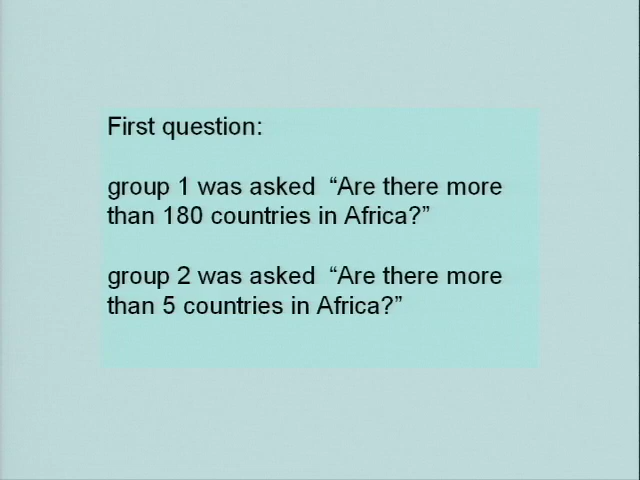 First question:
group 1 was asked “Are there more
than 180 countries in Africa?”
group 2 was asked “Are there more
than 5 countries in Africa?”